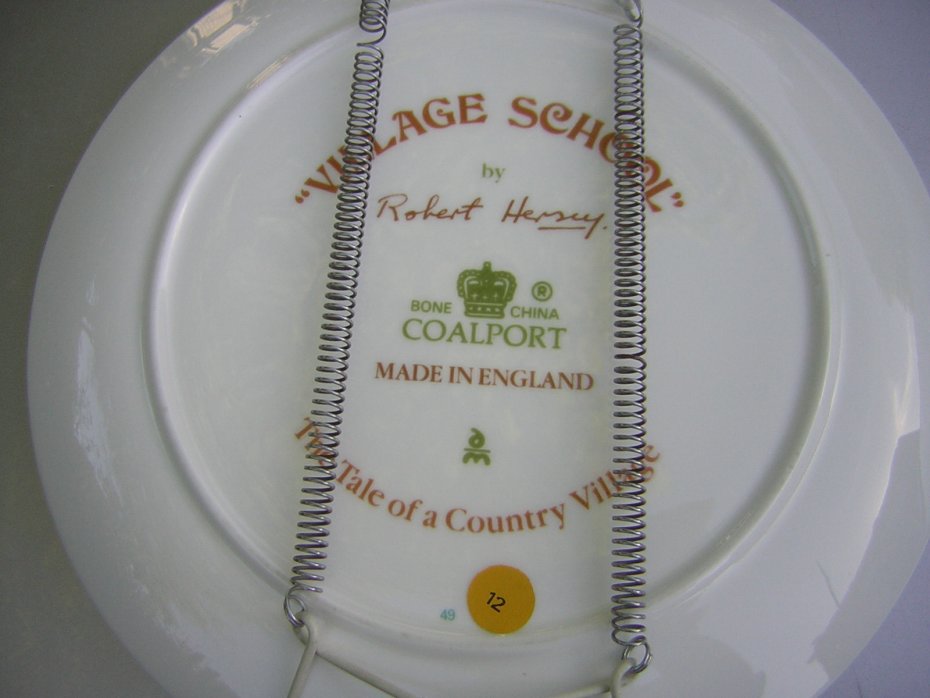 "VILLAGE SCHOOL"
by
Robert Hersey.
BONE CHINA ®
COALPORT
MADE IN ENGLAND
The Tale of a Country Village
49
12